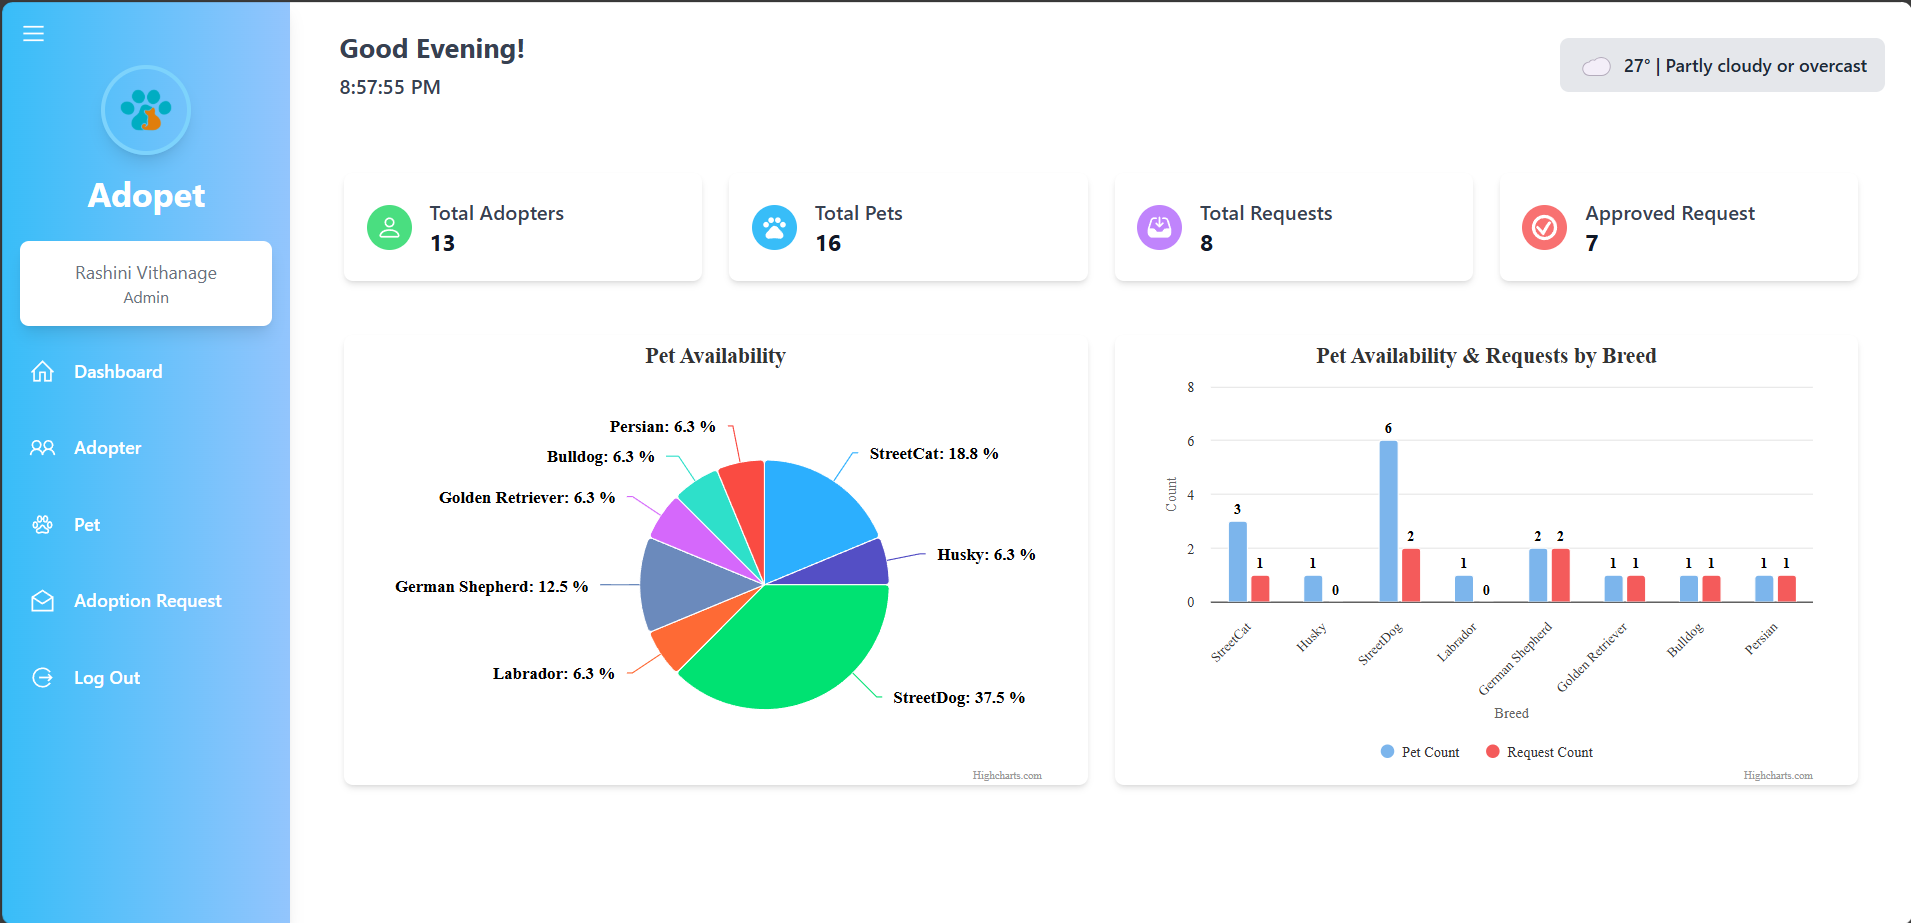 Good Evening!
8:57:55 PM
27° | Partly cloudy or overcast
Adopet
Rashini Vithanage
Admin
Dashboard
Adopter
Pet
Adoption Request
Log Out
Total Adopters
13
Total Pets
16
Total Requests
8
Approved Request
7
Pet Availability
Persian: 6.3 %
StreetCat: 18.8 %
Bulldog: 6.3 %
Golden Retriever: 6.3 %
Husky: 6.3 %
German Shepherd: 12.5 %
Labrador: 6.3 %
StreetDog: 37.5 %
Highcharts.com
Pet Availability & Requests by Breed
Count
8
6
4
2
0
3
1
1
0
6
2
1
0
2
2
1
1
1
1
1
1
StreetCat
Husky
StreetDog
Labrador
German Shepherd
Golden Retriever
Bulldog
Persian
Breed
Pet Count
Request Count
Highcharts.com